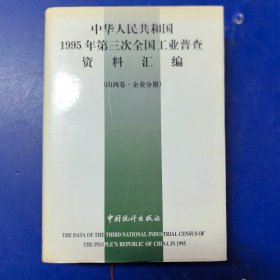 中华人民共和国
1995年第三次全国工业普查
资料汇编
(山西卷·企业分册)
中国统计出版社
THE DATA OF THE THIRD NATIONAL INDUSTRIAL CENSUS OF
THE PEOPLE'S REPUBLIC OF CHINA IN 1995